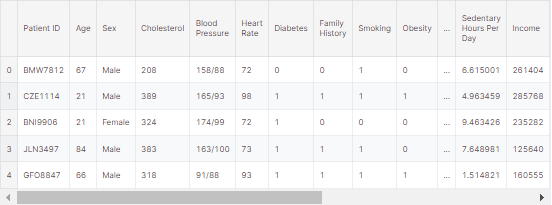 Patient ID Age Sex Cholesterol Blood Pressure Heart Rate Diabetes Family History Smoking Obesity ... Sedentary Hours Per Day Income
0 BMW7812 67 Male 208 158/88 72 0 0 1 0 ... 6.615001 261404
1 CZE1114 21 Male 389 165/93 98 1 1 1 1 ... 4.963459 285768
2 BNI9906 21 Female 324 174/99 72 1 0 0 0 ... 9.463426 235282
3 JLN3497 84 Male 383 163/100 73 1 1 1 0 ... 7.648981 125640
4 GFO8847 66 Male 318 91/88 93 1 1 1 1 ... 1.514821 160555